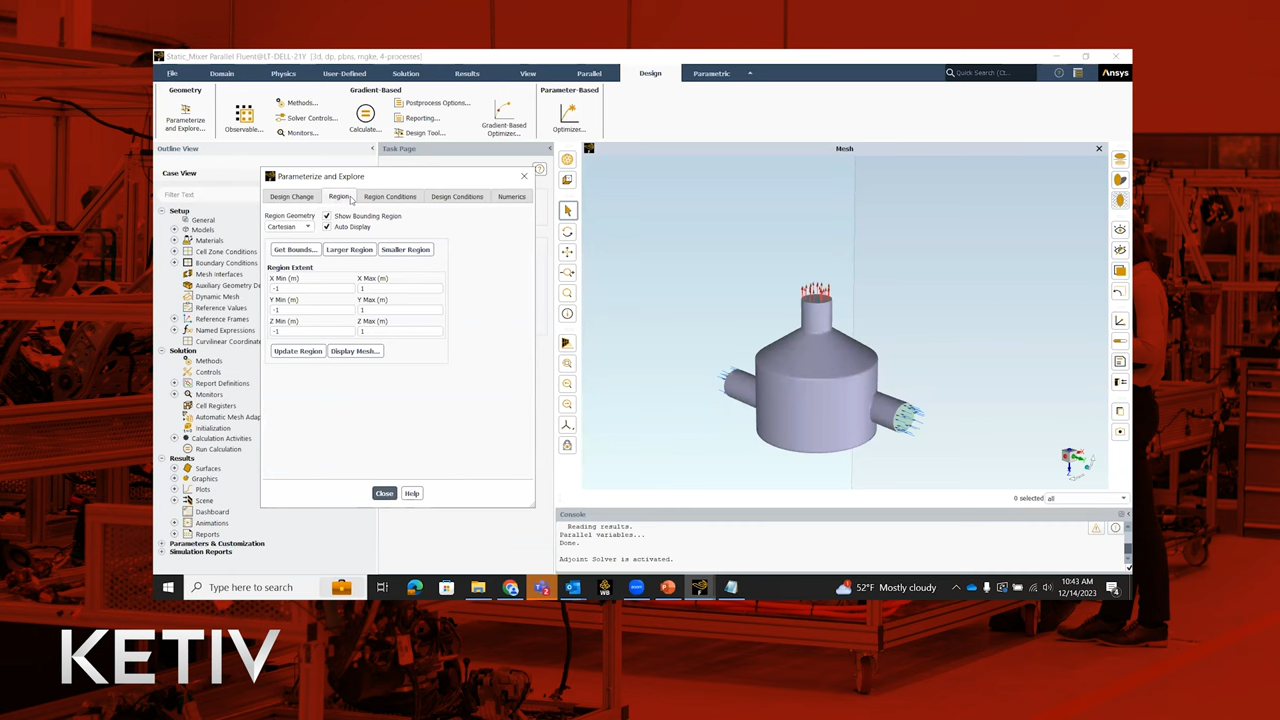 Static_Mixer Parallel Fluent@LT-DELL-21Y [3d, dp, pbns, rngke, 4-processes]
File Domain Physics User-Defined Solution Results View Parallel Design Parametric Quick Search (Ct... Ansys
Geometry Gradient-Based Parameter-Based
Parameterize and Explore...
Observable...
Methods...
Solver Controls...
Monitors...
Calculate...
Postprocess Options...
Reporting...
Design Tool...
Gradient-Based Optimizer...
Optimizer...
Outline View
Task Page
Mesh
Case View
Filter Text
Setup
General
Models
Materials
Cell Zone Conditions
Boundary Conditions
Mesh Interfaces
Auxiliary Geometry De
Dynamic Mesh
Reference Values
Reference Frames
Named Expressions
Curvilinear Coordinate
Solution
Methods
Controls
Report Definitions
Monitors
Cell Registers
Automatic Mesh Adap
Initialization
Calculation Activities
Run Calculation
Results
Surfaces
Graphics
Plots
Scene
Dashboard
Animations
Reports
Parameters & Customization
Simulation Reports
Parameterize and Explore
Design Change Region Region Conditions Design Conditions Numerics
Region Geometry
Cartesian
Show Bounding Region
Auto Display
Get Bounds... Larger Region Smaller Region
Region Extent
X Min (m) X Max (m)
-1 1
Y Min (m) Y Max (m)
-1 1
Z Min (m) Z Max (m)
-1 1
Update Region Display Mesh...
Close Help
0 selected all
Console
Reading results.
Parallel variables...
Done.
Adjoint Solver is activated.
Type here to search
52°F Mostly cloudy
10:43 AM
12/14/2023
KETIV